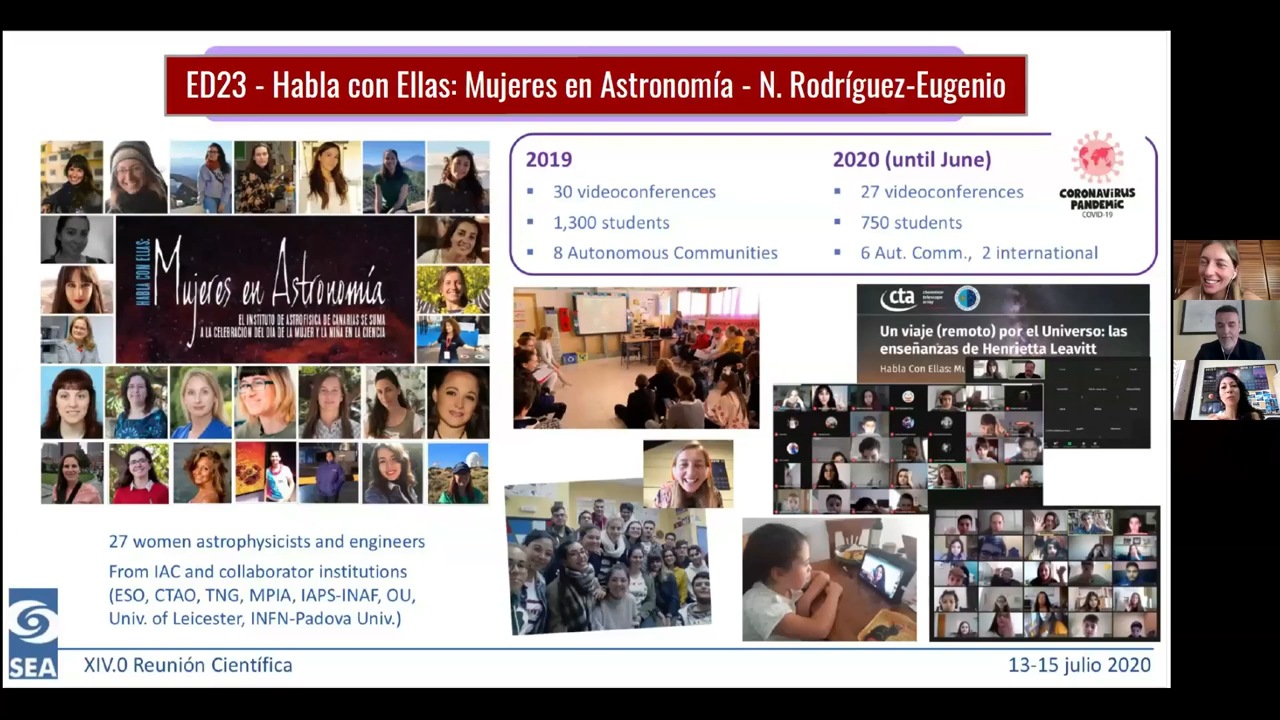 ED23 - Habla con Ellas: Mujeres en Astronomía - N. Rodríguez-Eugenio
HABLA CON ELLAS:
Mujeres en Astronomía
EL INSTITUTO DE ASTROFÍSICA DE CANARIAS SE SUMA
A LA CELEBRACIÓN DEL DÍA DE LA MUJER Y LA NIÑA EN LA CIENCIA
27 women astrophysicists and engineers
From IAC and collaborator institutions
(ESO, CTAO, TNG, MPIA, IAPS-INAF, OU,
Univ. of Leicester, INFN-Padova Univ.)
2019
▪ 30 videoconferences
▪ 1,300 students
▪ 8 Autonomous Communities
2020 (until June)
▪ 27 videoconferences
▪ 750 students
▪ 6 Aut. Comm., 2 international
CORONAVIRUS
PANDEMIC
COVID-19
cta
cherenkov
telescope
array
Un viaje (remoto) por el Universo: las
enseñanzas de Henrietta Leavitt
Habla Con Ellas: Mu
SEA
XIV.0 Reunión Científica
13-15 julio 2020